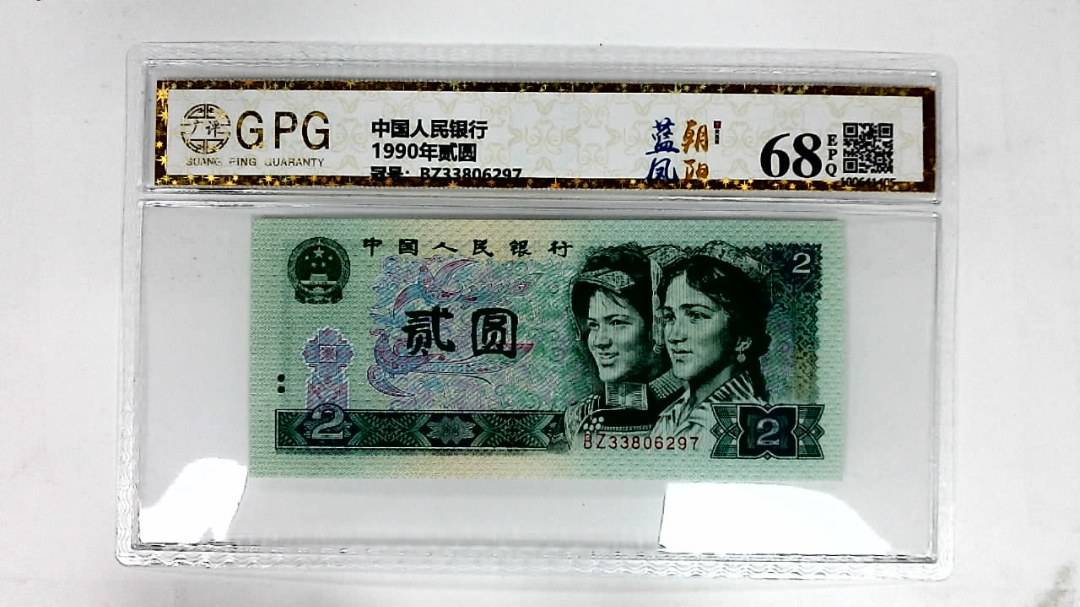 广评
GPG
GUANG PING GUARANTY
中国人民银行
1990年贰圆
冠号：BZ33806297
蓝凤
朝阳
68
EPQ
中国人民银行
2
贰圆
2
BZ33806297
2